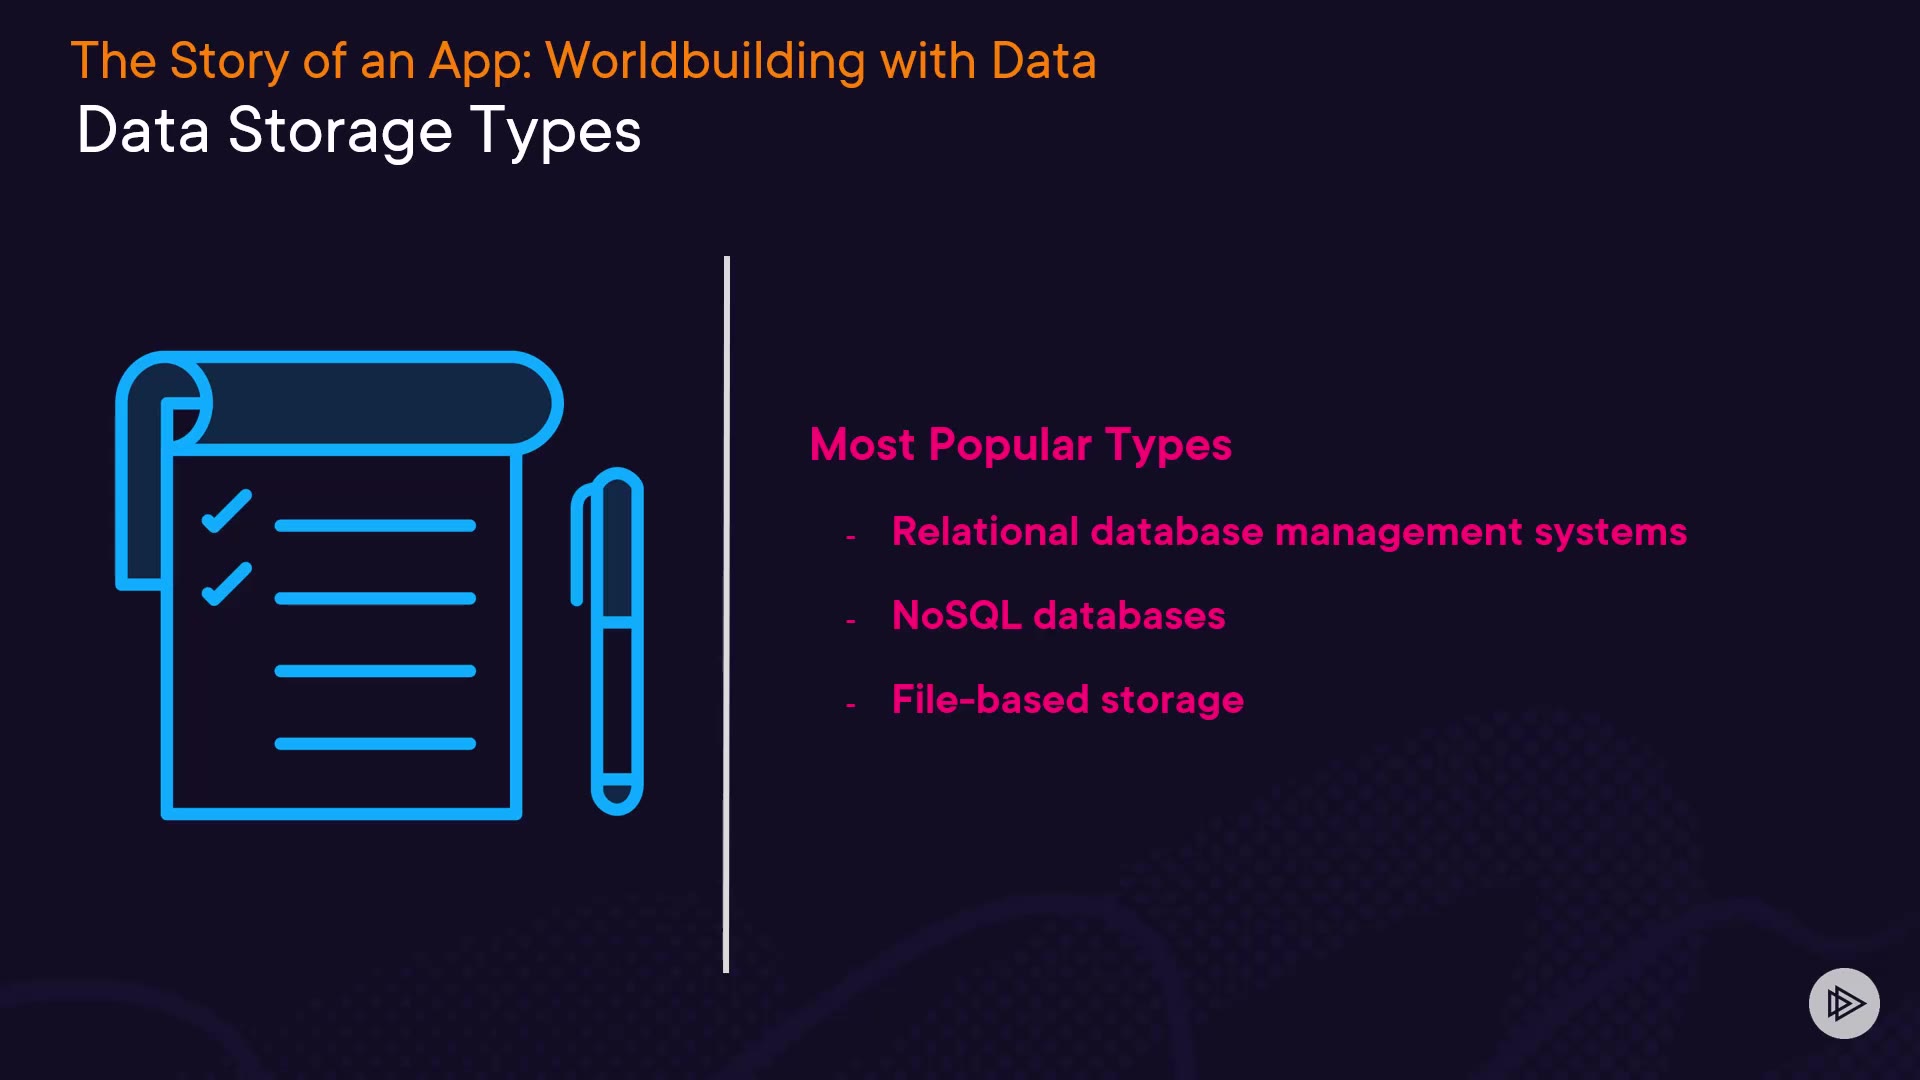 The Story of an App: Worldbuilding with Data
Data Storage Types
Most Popular Types
- Relational database management systems
- NoSQL databases
- File-based storage